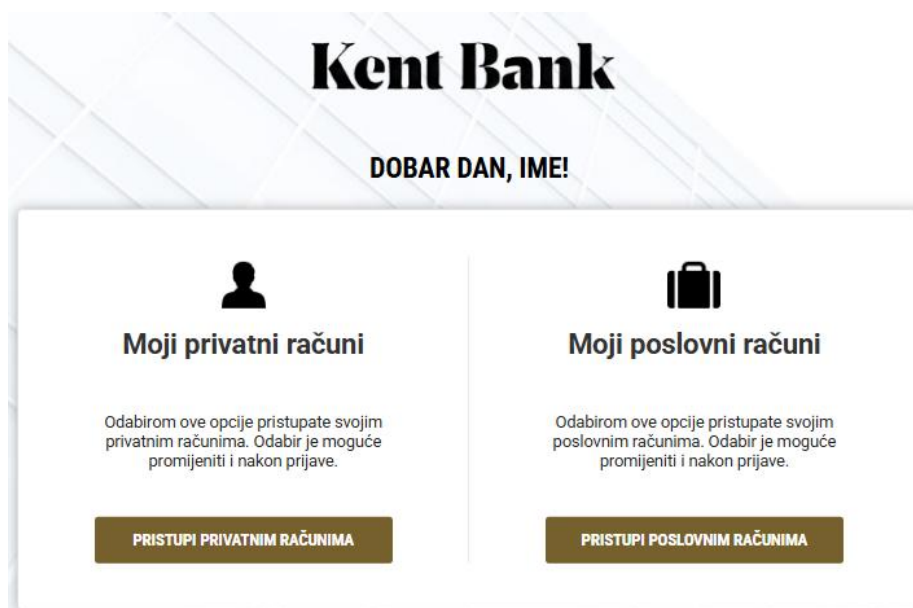 Kent Bank
DOBAR DAN, IME!
Moji privatni računi
Odabirom ove opcije pristupate svojim
privatnim računima. Odabir je moguće
promijeniti i nakon prijave.
PRISTUPI PRIVATNIM RAČUNIMA
Moji poslovni računi
Odabirom ove opcije pristupate svojim
poslovnim računima. Odabir je moguće
promijeniti i nakon prijave.
PRISTUPI POSLOVNIM RAČUNIMA